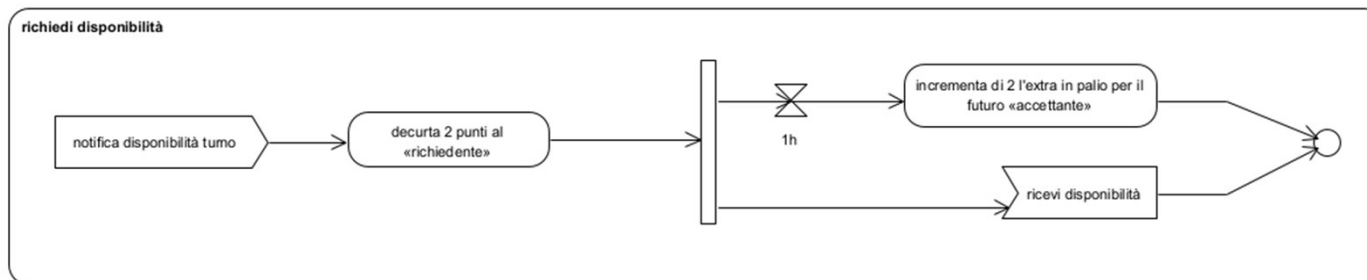 richiedi disponibilità
notifica disponibilità turno
decurta 2 punti al
«richiedente»
1h
incrementa di 2 l'extra in palio per il
futuro «accettante»
ricevi disponibilità